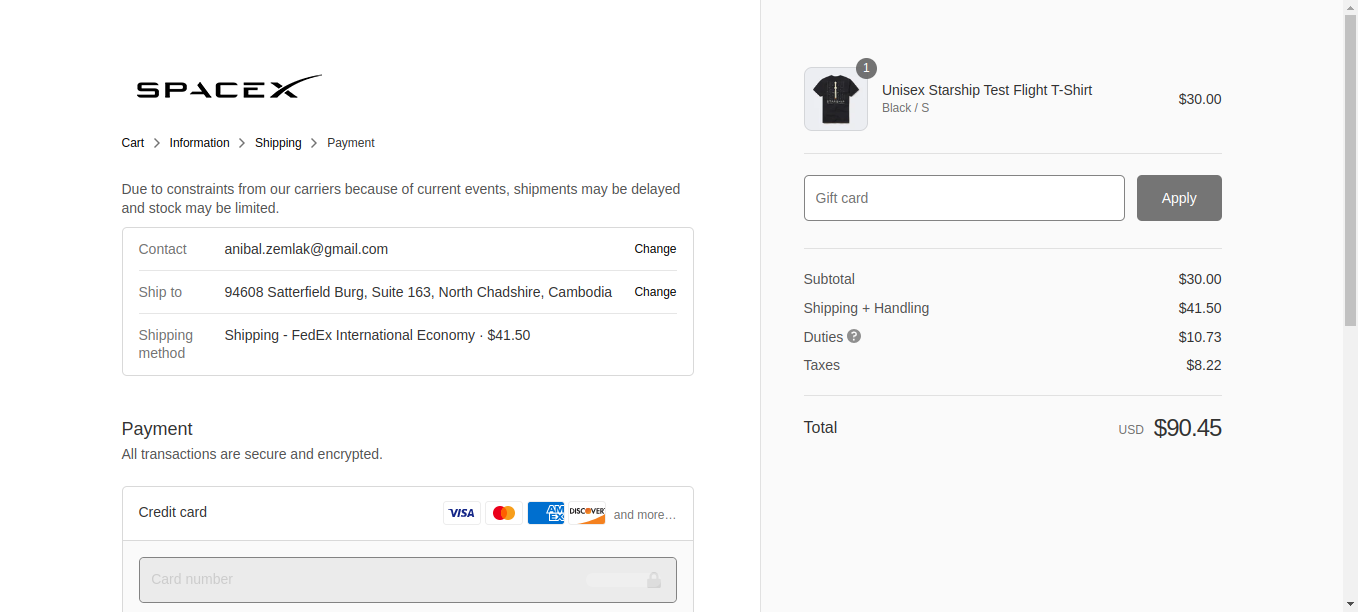 SPACEX
Cart > Information > Shipping > Payment
Due to constraints from our carriers because of current events, shipments may be delayed
and stock may be limited.
Contact anibal.zemlak@gmail.com Change
Ship to 94608 Satterfield Burg, Suite 163, North Chadshire, Cambodia Change
Shipping method Shipping - FedEx International Economy · $41.50
Payment
All transactions are secure and encrypted.
Credit card VISA AM EX DISCOVER and more…
Card number
1
Unisex Starship Test Flight T-Shirt
Black / S
$30.00
Gift card Apply
Subtotal $30.00
Shipping + Handling $41.50
Duties ? $10.73
Taxes $8.22
Total USD $90.45